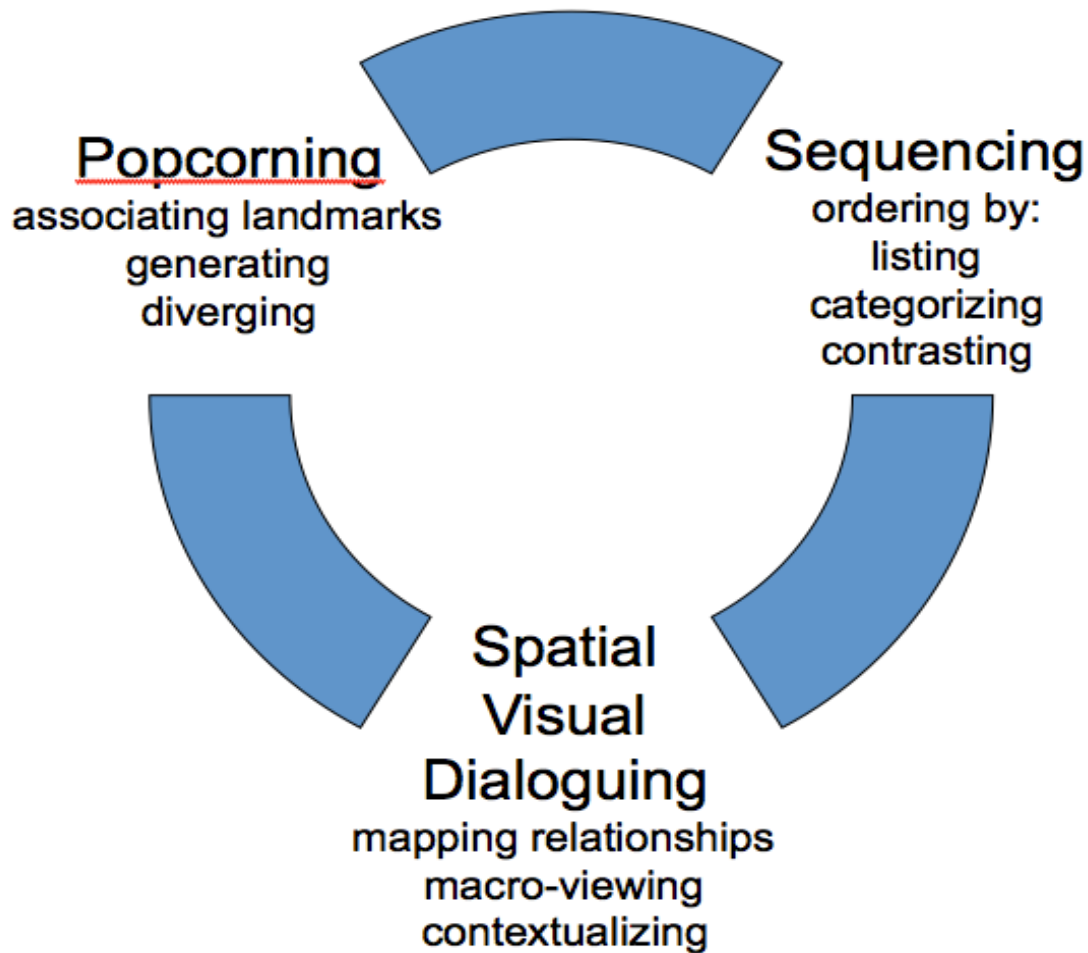 Popcorning
associating landmarks
generating
diverging
Sequencing
ordering by:
listing
categorizing
contrasting
Spatial
Visual
Dialoguing
mapping relationships
macro-viewing
contextualizing